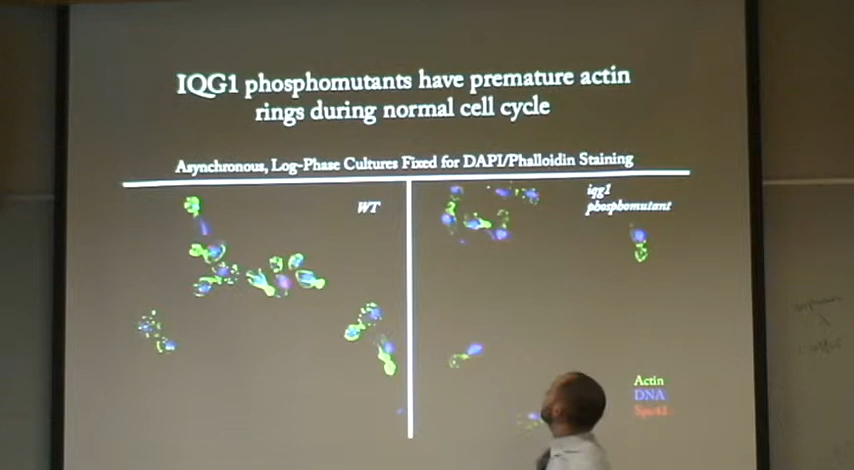 IQG1 phosphomutants have premature actin
rings during normal cell cycle
Asynchronous, Log-Phase Cultures Fixed for DAPI/Phalloidin Staining
WT
iqg1
phosphomutant
Actin
DNA